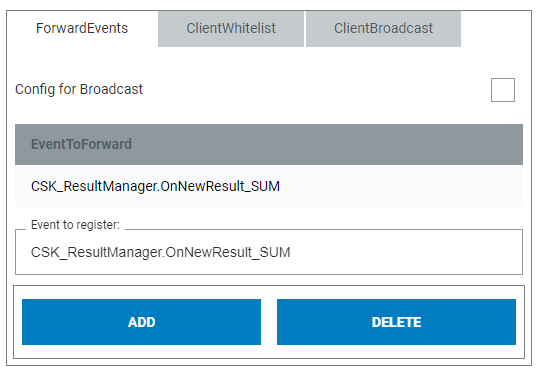 ForwardEvents ClientWhitelist ClientBroadcast
Config for Broadcast
EventToForward
CSK_ResultManager.OnNewResult_SUM
Event to register:
CSK_ResultManager.OnNewResult_SUM
ADD DELETE